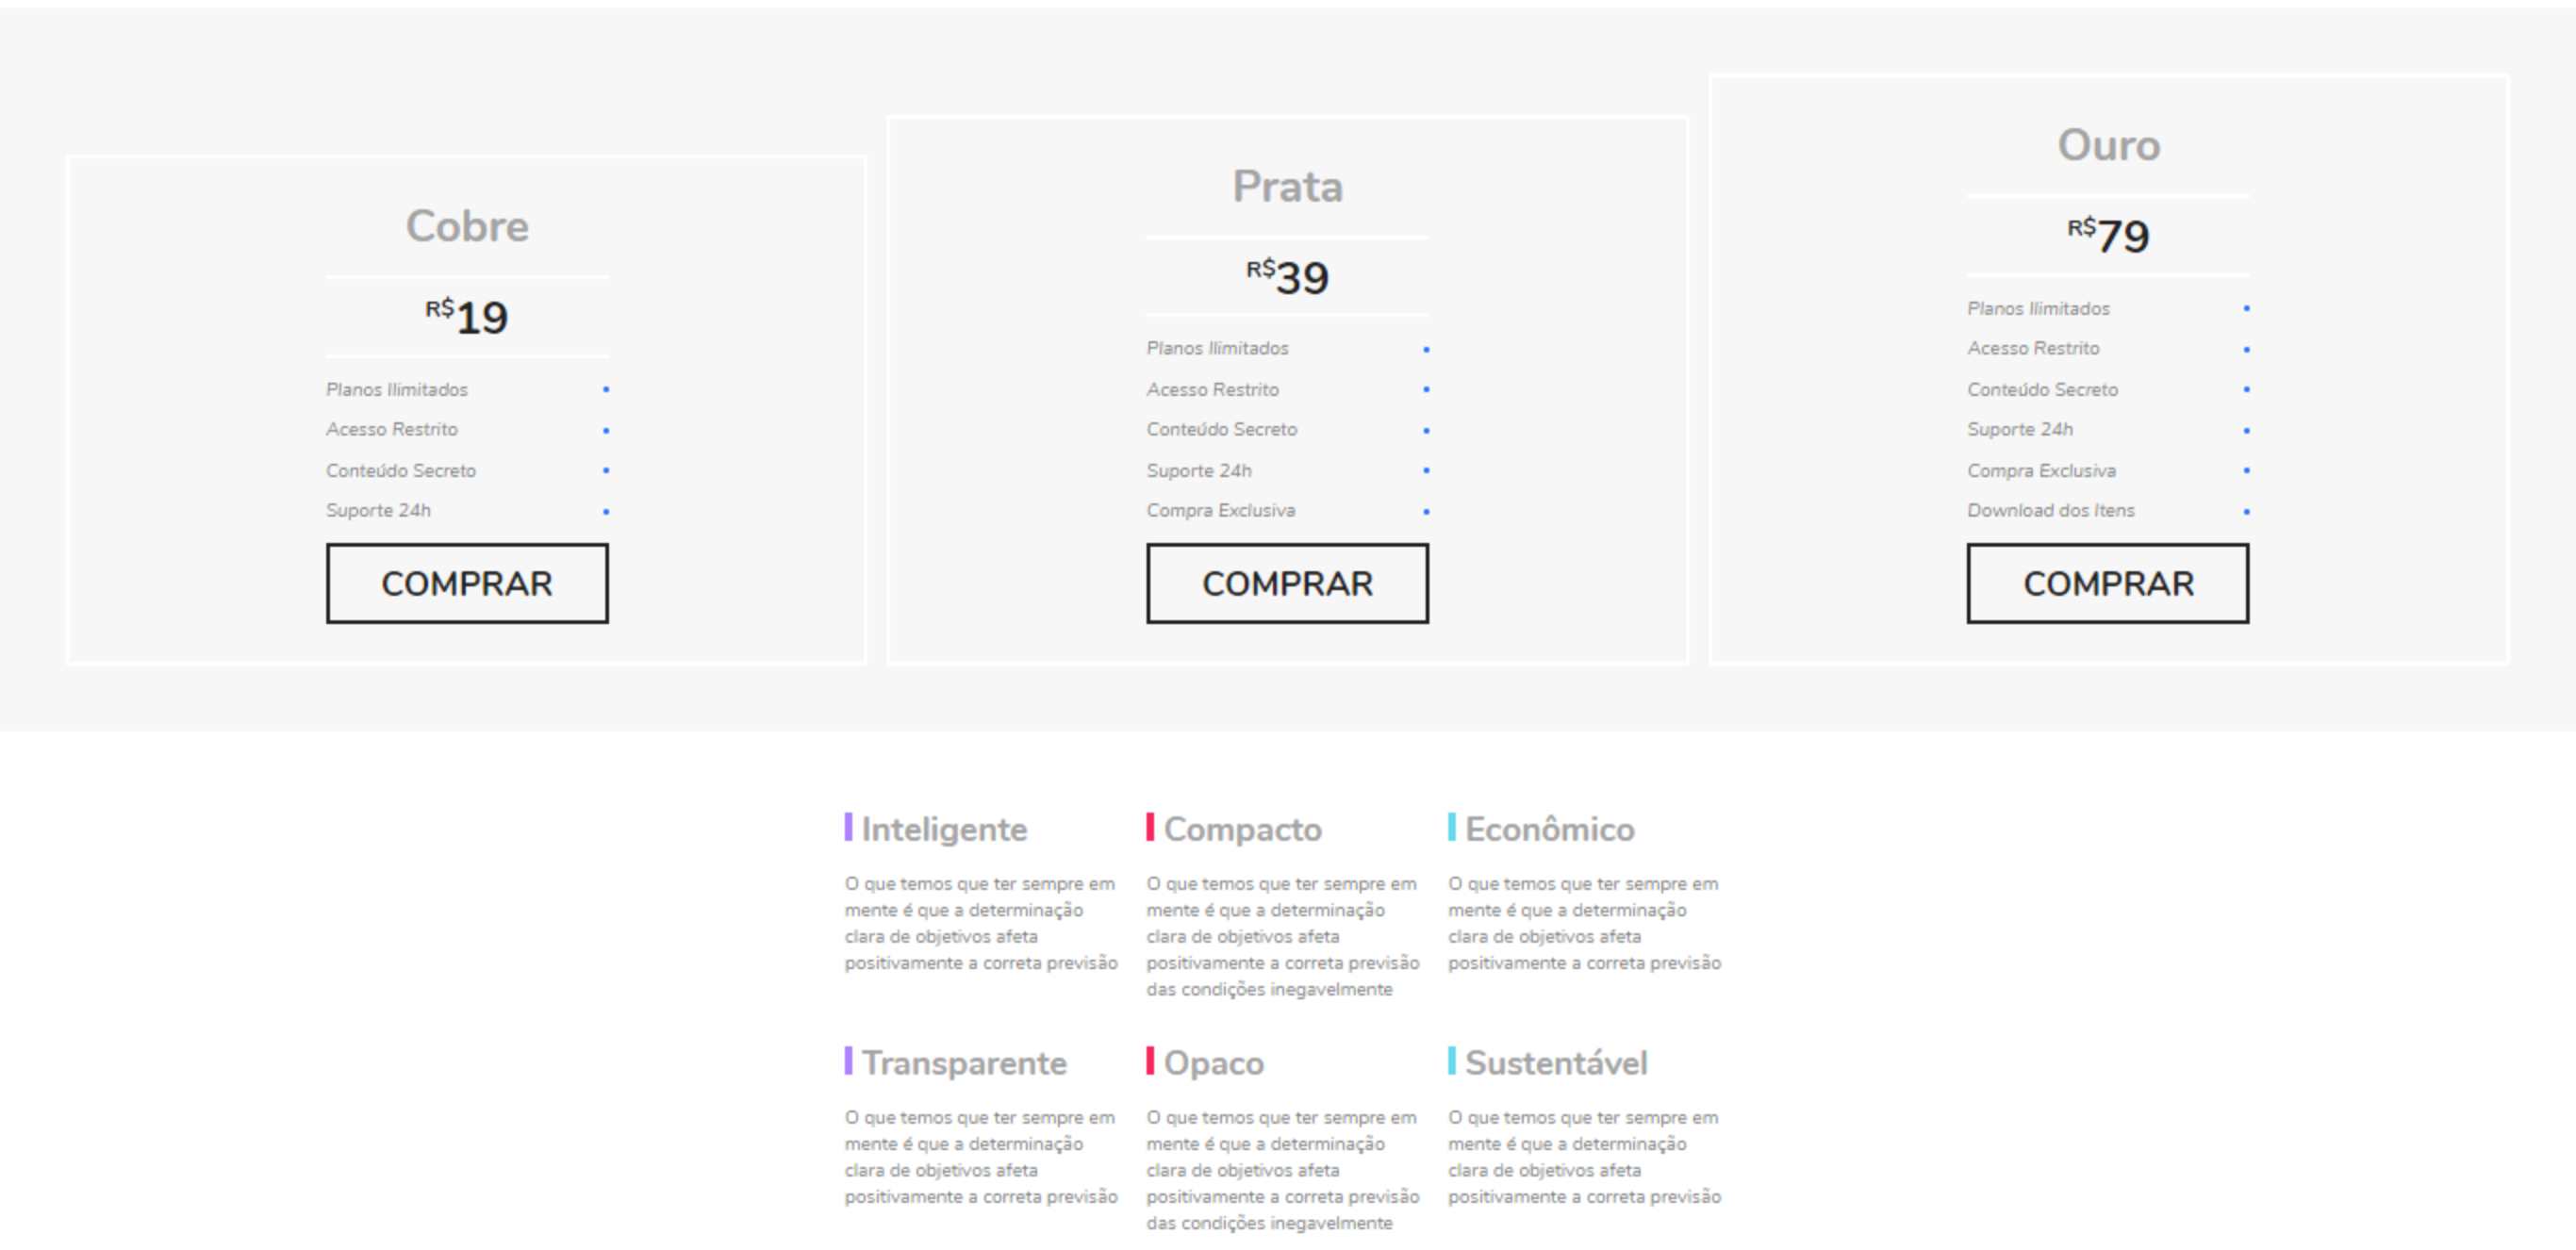 Cobre
R$19
Planos Ilimitados
Acesso Restrito
Conteúdo Secreto
Suporte 24h
COMPRAR
Prata
R$39
Planos Ilimitados
Acesso Restrito
Conteúdo Secreto
Suporte 24h
Compra Exclusiva
COMPRAR
Ouro
R$79
Planos Ilimitados
Acesso Restrito
Conteúdo Secreto
Suporte 24h
Compra Exclusiva
Download dos Itens
COMPRAR
Inteligente
O que temos que ter sempre em
mente é que a determinação
clara de objetivos afeta
positivamente a correta previsão
Compacto
O que temos que ter sempre em
mente é que a determinação
clara de objetivos afeta
positivamente a correta previsão
das condições inegavelmente
Econômico
O que temos que ter sempre em
mente é que a determinação
clara de objetivos afeta
positivamente a correta previsão
Transparente
O que temos que ter sempre em
mente é que a determinação
clara de objetivos afeta
positivamente a correta previsão
Opaco
O que temos que ter sempre em
mente é que a determinação
clara de objetivos afeta
positivamente a correta previsão
das condições inegavelmente
Sustentável
O que temos que ter sempre em
mente é que a determinação
clara de objetivos afeta
positivamente a correta previsão